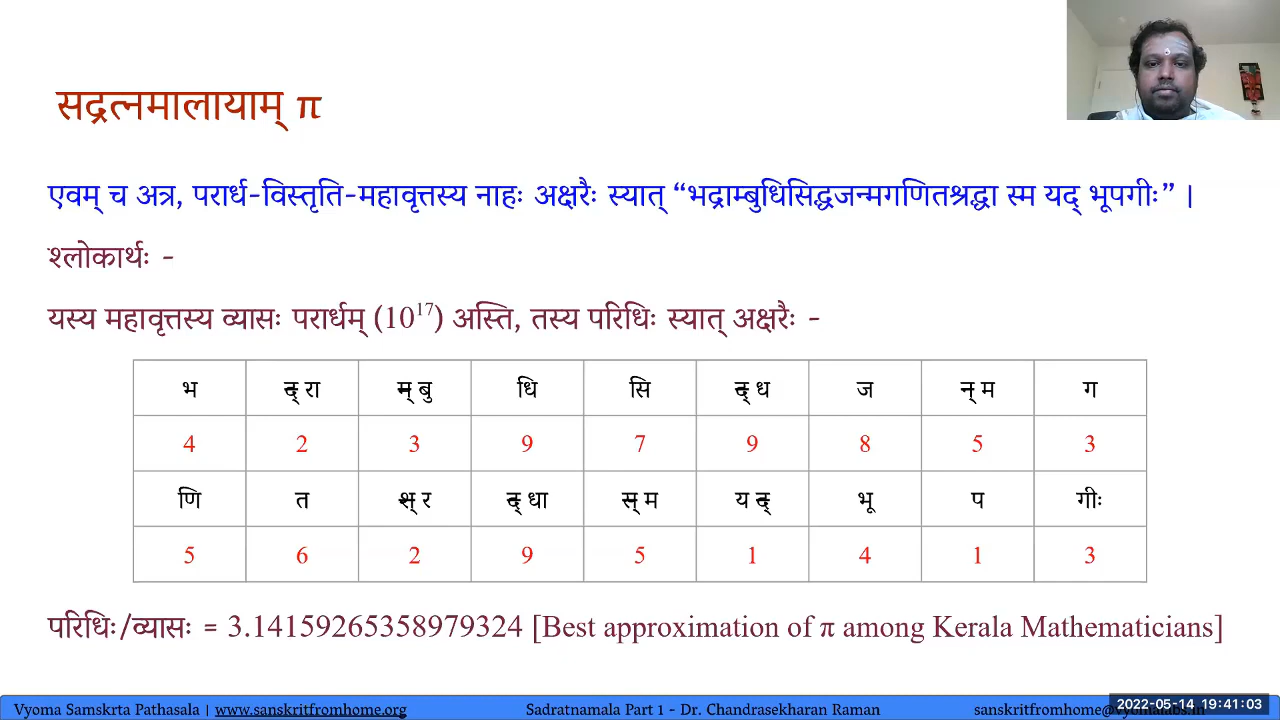 सद्रत्नमालायाम् π
एवम् च अत्र, परार्ध-विस्तृति-महावृत्तस्य नाहः अक्षरैः स्यात् “भद्राम्बुधिसिद्धजन्मगणितश्रद्धा स्म यद् भूपगीः” ।
श्लोकार्थः -
यस्य महावृत्तस्य व्यासः परार्धम् (10¹⁷) अस्ति, तस्य परिधिः स्यात् अक्षरैः -
भ द् रा म् बु धि सि द् ध ज न् म ग
4 2 3 9 7 9 8 5 3
णि त श् र द् धा स् म य द् भू प गीः
5 6 2 9 5 1 4 1 3
परिधिः/व्यासः = 3.14159265358979324 [Best approximation of π among Kerala Mathematicians]
Vyoma Samskrta Pathasala | www.sanskritfromhome.org Sadratnamala Part 1 - Dr. Chandrasekharan Raman sanskritfromhome@vyomalabs.in
2022-05-14 19:41:03